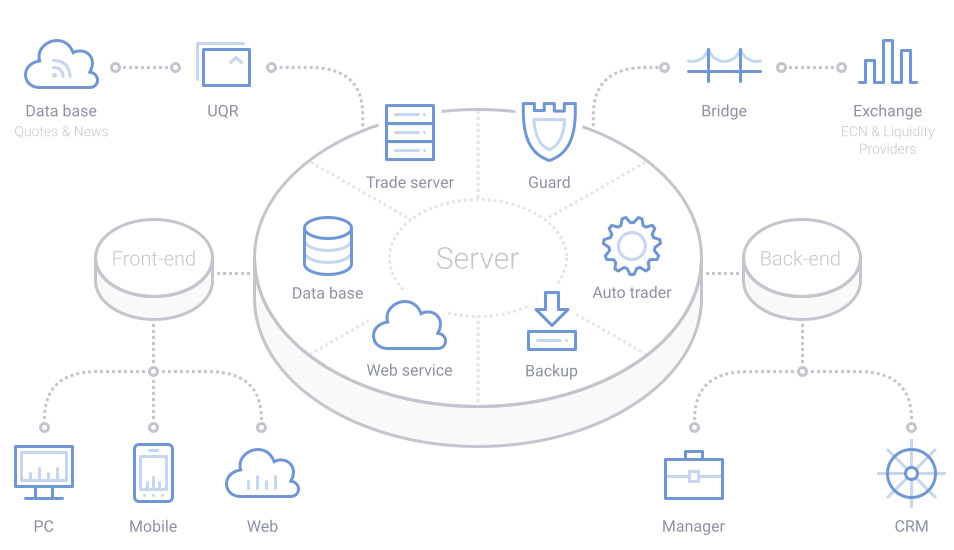 Data base
Quotes & News
UQR
Bridge
Exchange
ECN & Liquidity
Providers
Trade server
Guard
Front-end
Server
Back-end
Data base
Auto trader
Web service
Backup
PC
Mobile
Web
Manager
CRM